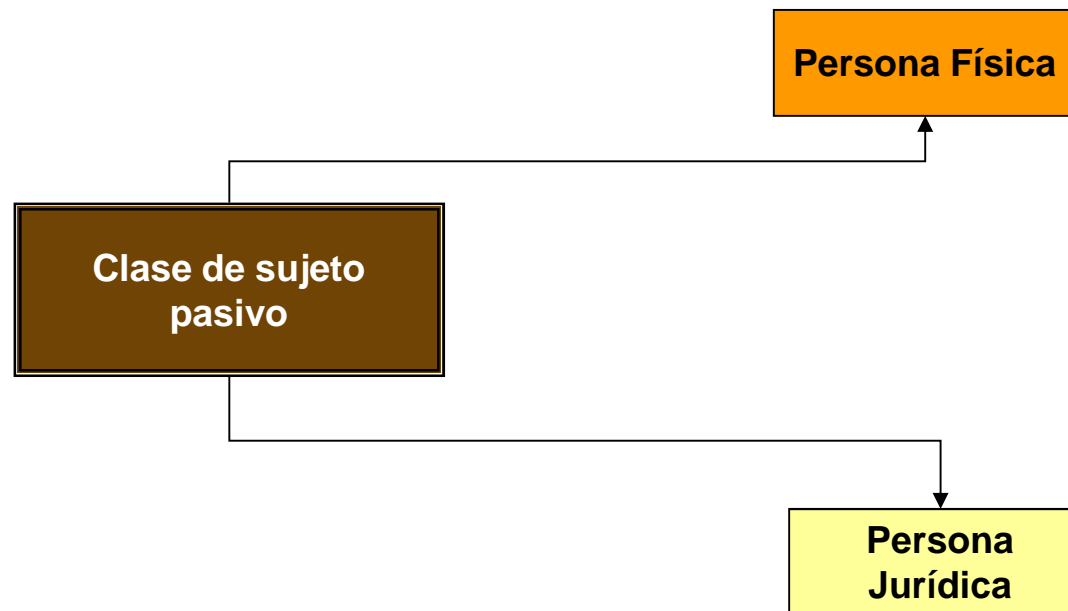 Persona Física
Clase de sujeto
pasivo
Persona
Jurídica